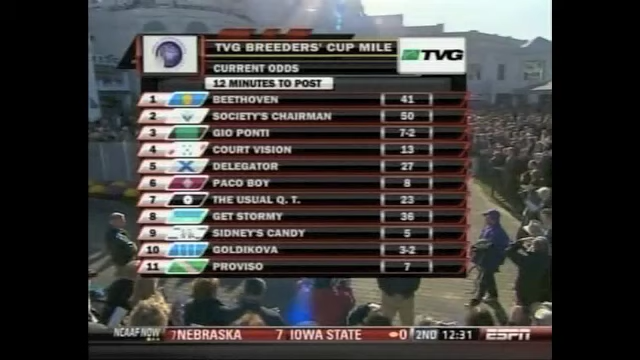 TVG BREEDERS' CUP MILE TVG
CURRENT ODDS
12 MINUTES TO POST
1 BEETHOVEN 41
2 SOCIETY'S CHAIRMAN 50
3 GIO PONTI 7-2
4 COURT VISION 13
5 DELEGATOR 27
6 PACO BOY 8
7 THE USUAL Q. T. 23
8 GET STORMY 36
9 SIDNEY'S CANDY 5
10 GOLDIKOVA 3-2
11 PROVISO 7
NCAAF NOW 7 NEBRASKA 7 IOWA STATE 0 2ND 12:31 ESPN